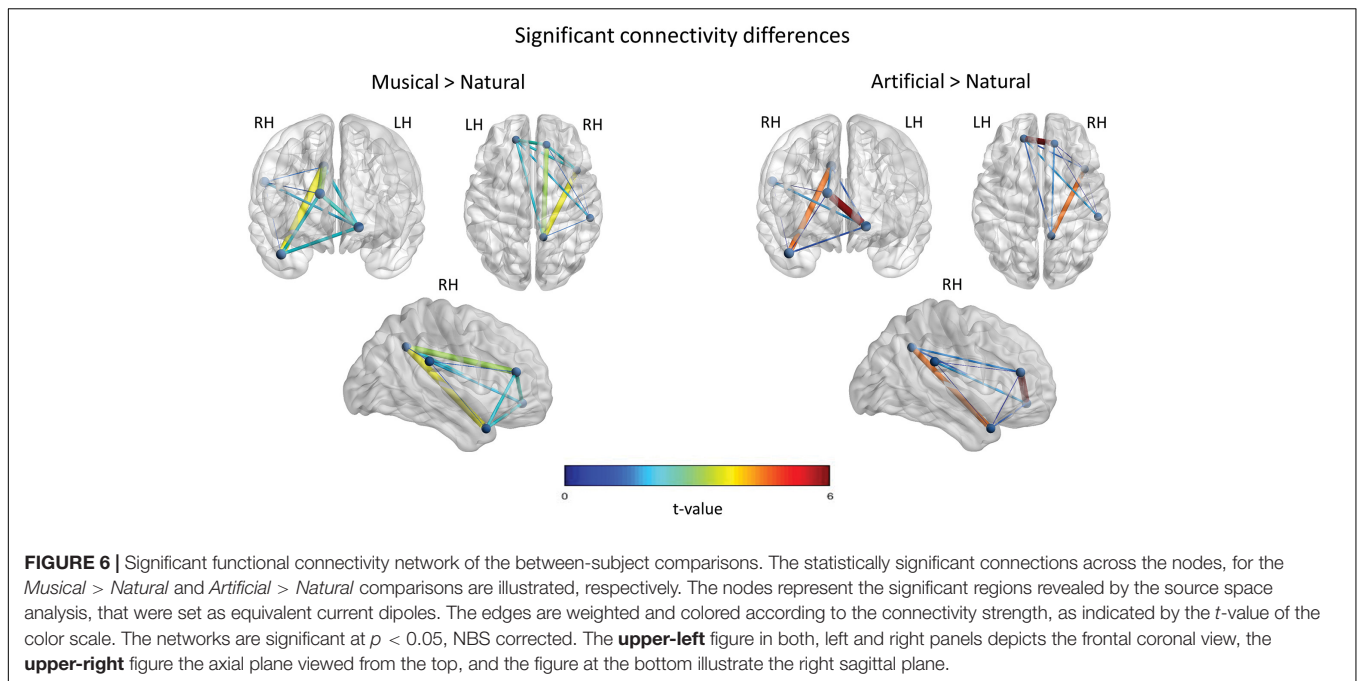 Significant connectivity differences
Musical > Natural
Artificial > Natural
RH
LH
LH
RH
RH
LH
LH
RH
RH
RH
0
6
t-value
FIGURE 6 | Significant functional connectivity network of the between-subject comparisons. The statistically significant connections across the nodes, for the
Musical > Natural and Artificial > Natural comparisons are illustrated, respectively. The nodes represent the significant regions revealed by the source space
analysis, that were set as equivalent current dipoles. The edges are weighted and colored according to the connectivity strength, as indicated by the t-value of the
color scale. The networks are significant at p < 0.05, NBS corrected. The upper-left figure in both, left and right panels depicts the frontal coronal view, the
upper-right figure the axial plane viewed from the top, and the figure at the bottom illustrate the right sagittal plane.